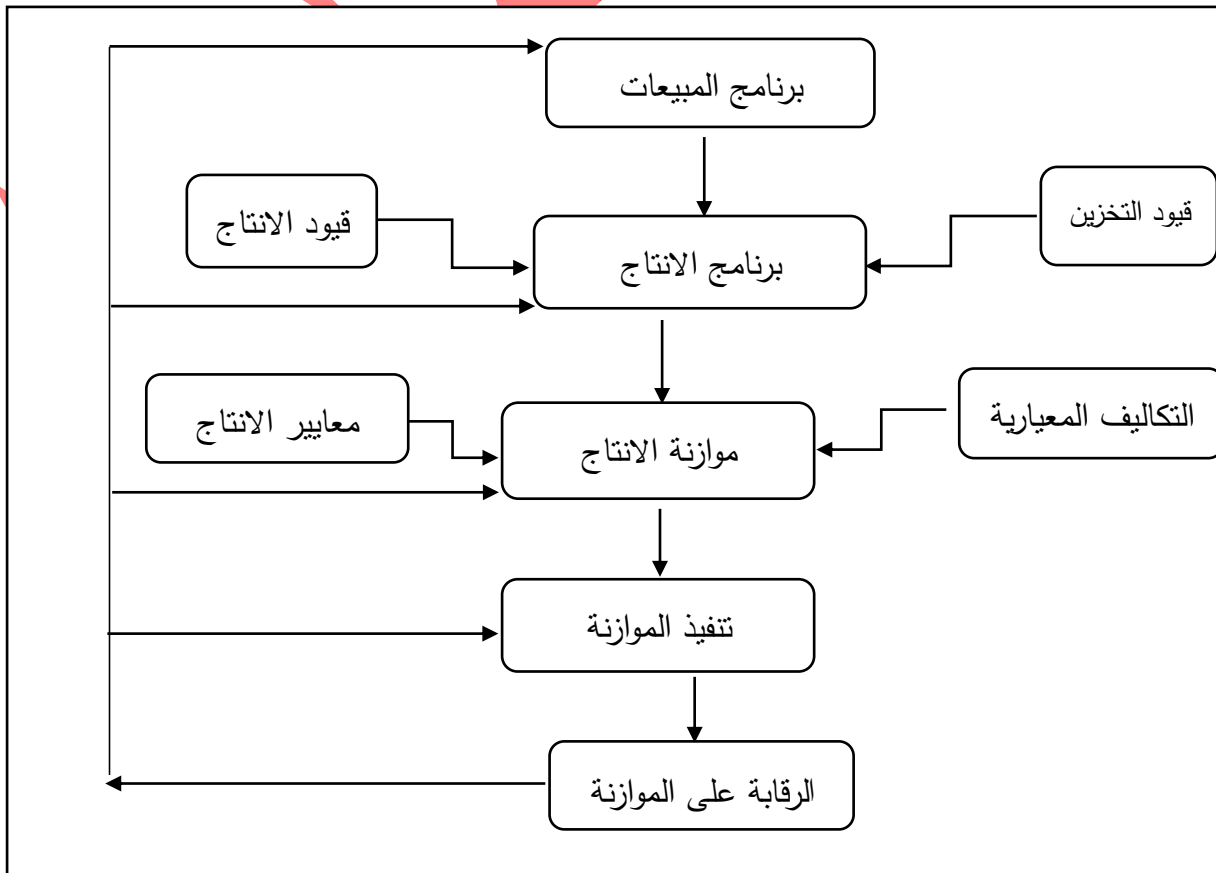 برنامج المبيعات
قيود التخزين
قيود الانتاج
برنامج الانتاج
التكاليف المعيارية
معايير الانتاج
موازنة الانتاج
تنفيذ الموازنة
الرقابة على الموازنة